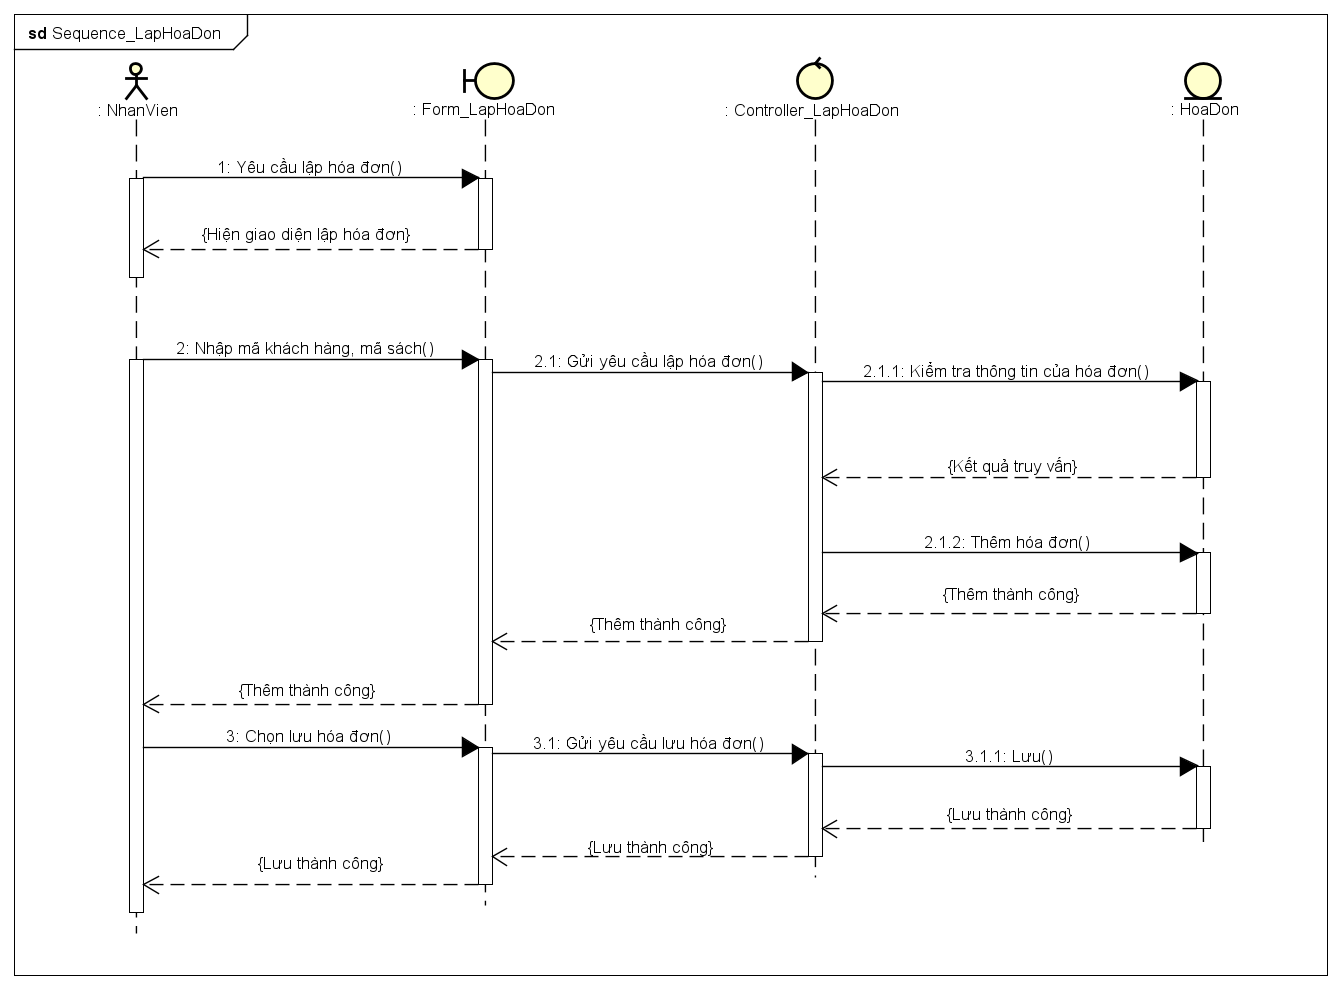 sd Sequence_LapHoaDon
: NhanVien
: Form_LapHoaDon
: Controller_LapHoaDon
: HoaDon
1: Yêu cầu lập hóa đơn()
{Hiện giao diện lập hóa đơn}
2: Nhập mã khách hàng, mã sách()
2.1: Gửi yêu cầu lập hóa đơn()
2.1.1: Kiểm tra thông tin của hóa đơn()
{Kết quả truy vấn}
2.1.2: Thêm hóa đơn()
{Thêm thành công}
{Thêm thành công}
{Thêm thành công}
3: Chọn lưu hóa đơn()
3.1: Gửi yêu cầu lưu hóa đơn()
3.1.1: Lưu()
{Lưu thành công}
{Lưu thành công}
{Lưu thành công}